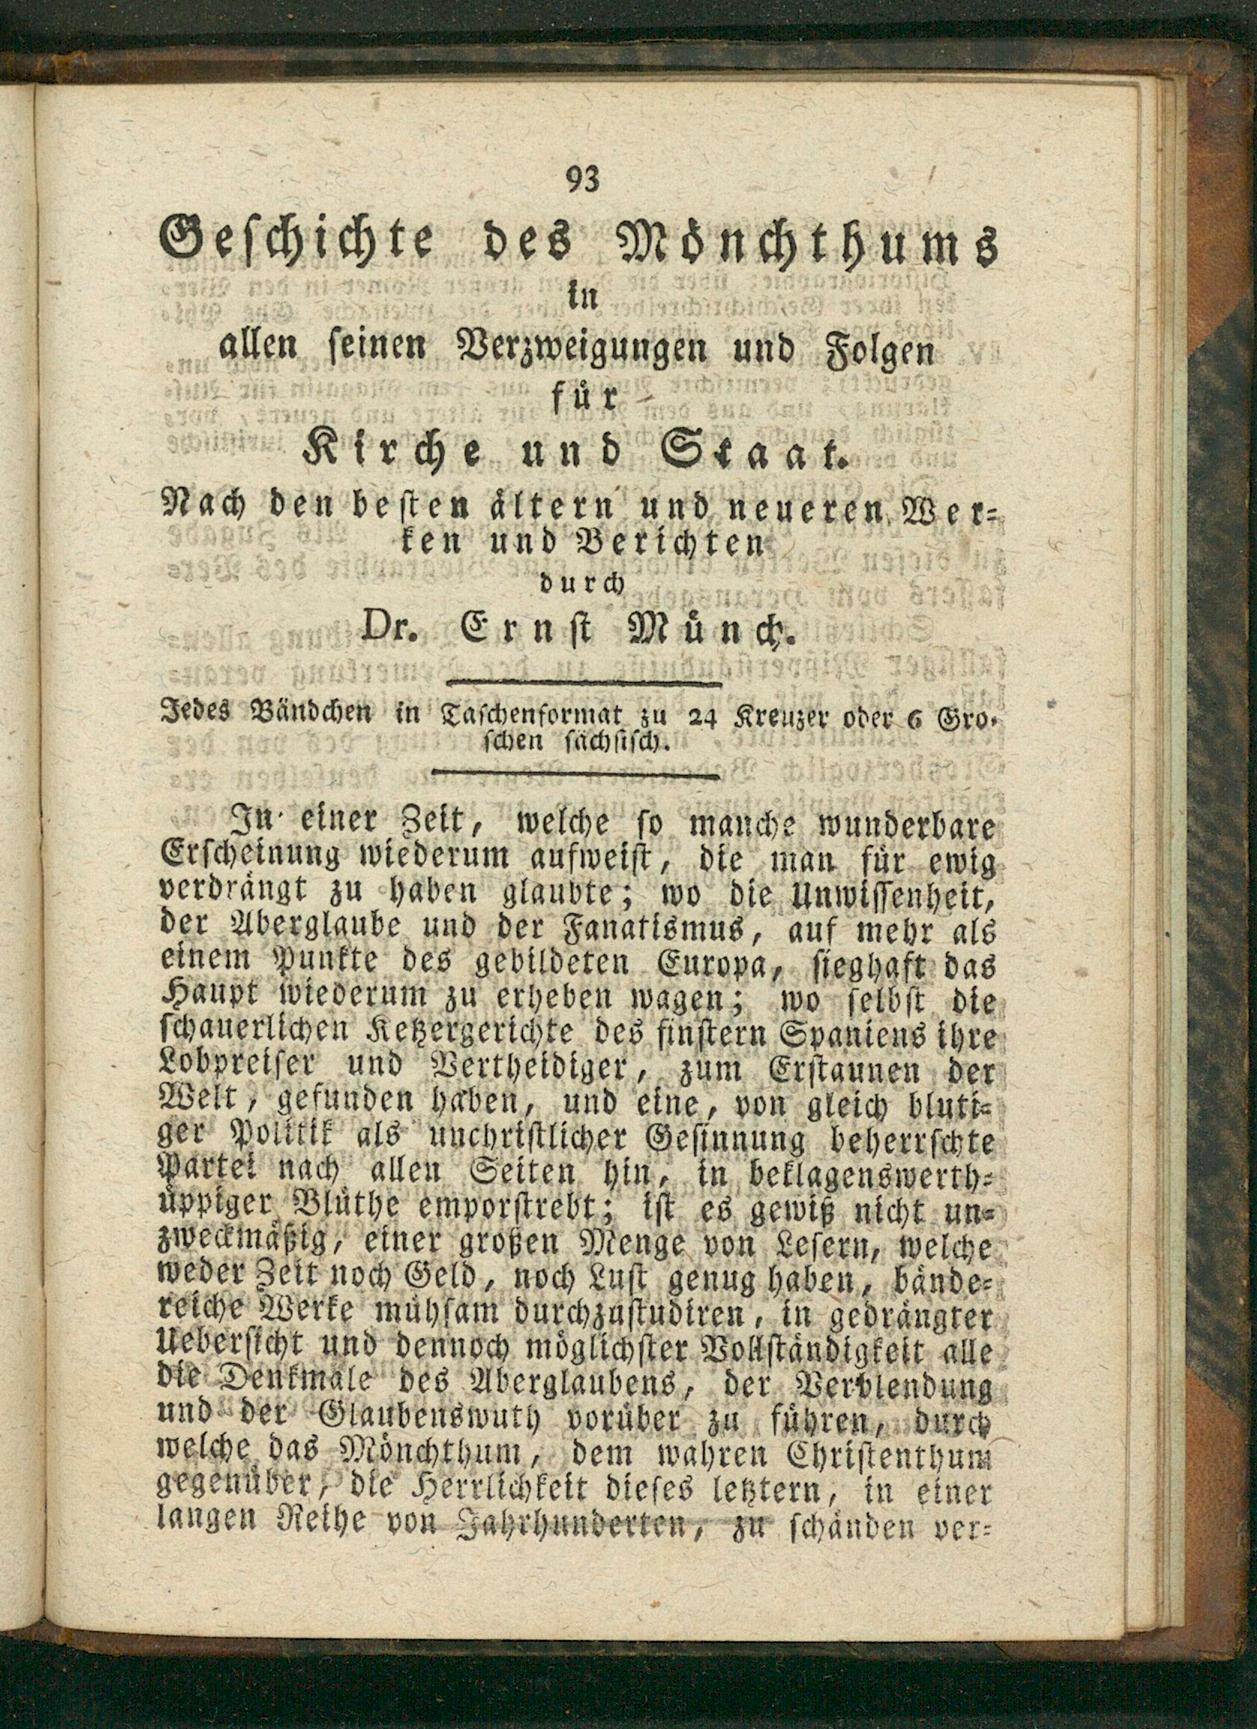 93
Geschichte des Mönchthums
in
allen seinen Verzweigungen und Folgen
für
Kirche und Staat.
Nach den besten ältern und neueren Wer-
ken und Berichten
durch
Dr. Ernst Münch.
Jedes Bändchen in Taschenformat zu 24 Kreuzer oder 6 Gro-
schen sächsisch.
In einer Zeit, welche so manche wunderbare
Erscheinung wiederum aufweist, die man für ewig
verdrängt zu haben glaubte; wo die Unwissenheit,
der Aberglaube und der Fanatismus, auf mehr als
einem Punkte des gebildeten Europa, sieghaft das
Haupt wiederum zu erheben wagen; wo selbst die
schauerlichen Ketzergerichte des finstern Spaniens ihre
Lobpreiser und Vertheidiger, zum Erstaunen der
Welt, gefunden haben, und eine, von gleich bluti-
ger Politik als unchristlicher Gesinnung beherrschte
Partei nach allen Seiten hin, in beklagenswerth-
üppiger Blüthe emporstrebt; ist es gewiß nicht un-
zweckmäßig, einer großen Menge von Lesern, welche
weder Zeit noch Geld, noch Lust genug haben, bände-
reiche Werke mühsam durchzustudiren, in gedrängter
Uebersicht und dennoch möglichster Vollständigkeit alle
die Denkmale des Aberglaubens, der Verblendung
und der Glaubenswuth vorüber zu führen, durch
welche das Mönchthum, dem wahren Christenthum
gegenüber, die Herrlichkeit dieses letztern, in einer
langen Reihe von Jahrhunderten, zu schänden ver-